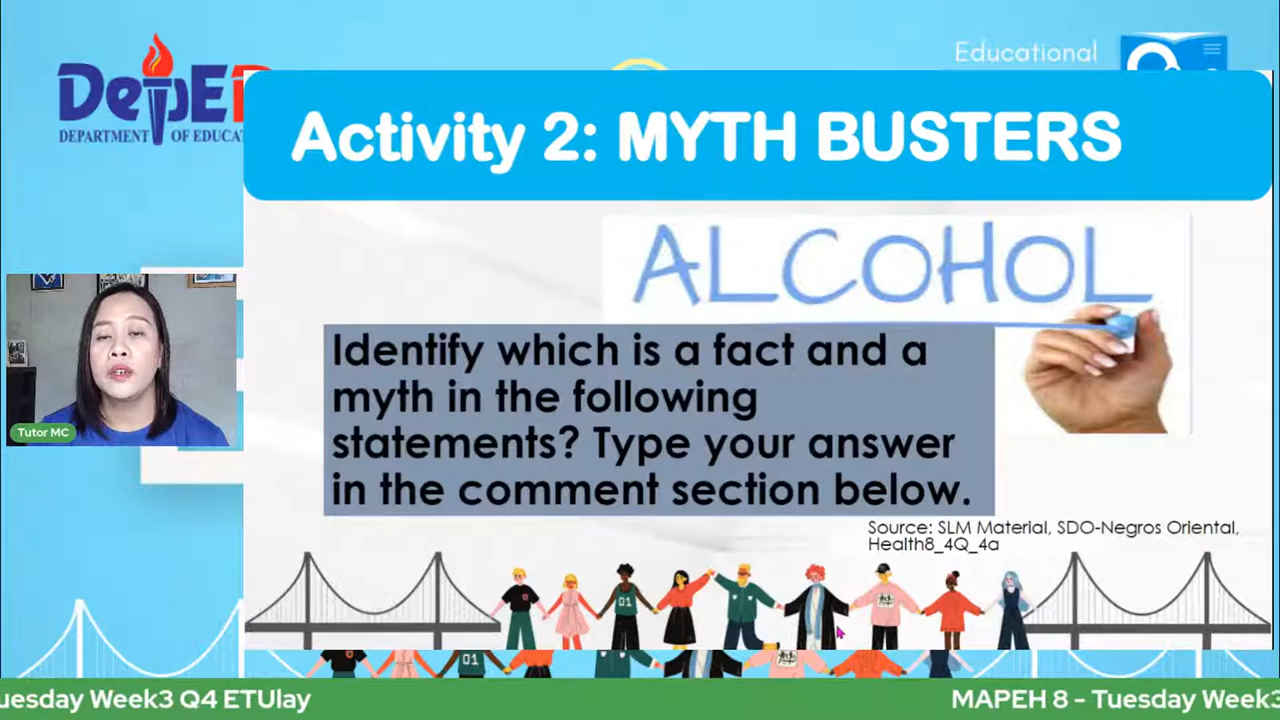 Educational
DepED
DEPARTMENT OF EDUCAT
Activity 2: MYTH BUSTERS
ALCOHOL
Identify which is a fact and a
myth in the following
statements? Type your answer
in the comment section below.
Source: SLM Material, SDO-Negros Oriental,
Health8_4Q_4a
Tutor MC
01
01
uesday Week3 Q4 ETUlay
MAPEH 8 - Tuesday Week3